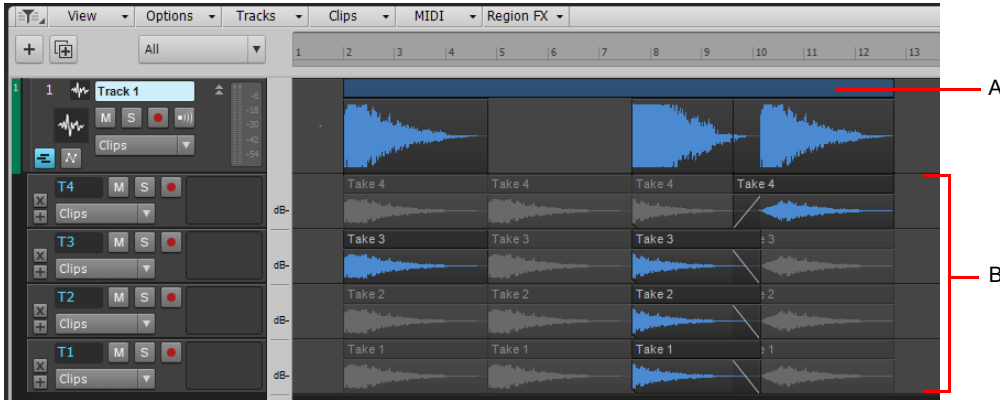 View Options Tracks Clips MIDI Region FX
+ All 1 2 3 4 5 6 7 8 9 10 11 12 13
1 1 Track 1 A
-6
-18
M S -30
Clips -42
-54
T4 M S Take 4 Take 4 Take 4 Take 4
X + Clips dB-
T3 M S Take 3 Take 3 Take 3 e 3
X + Clips dB- B
T2 M S Take 2 Take 2 Take 2 e 2
X + Clips dB-
T1 M S Take 1 Take 1 Take 1 e 1
X + Clips dB-